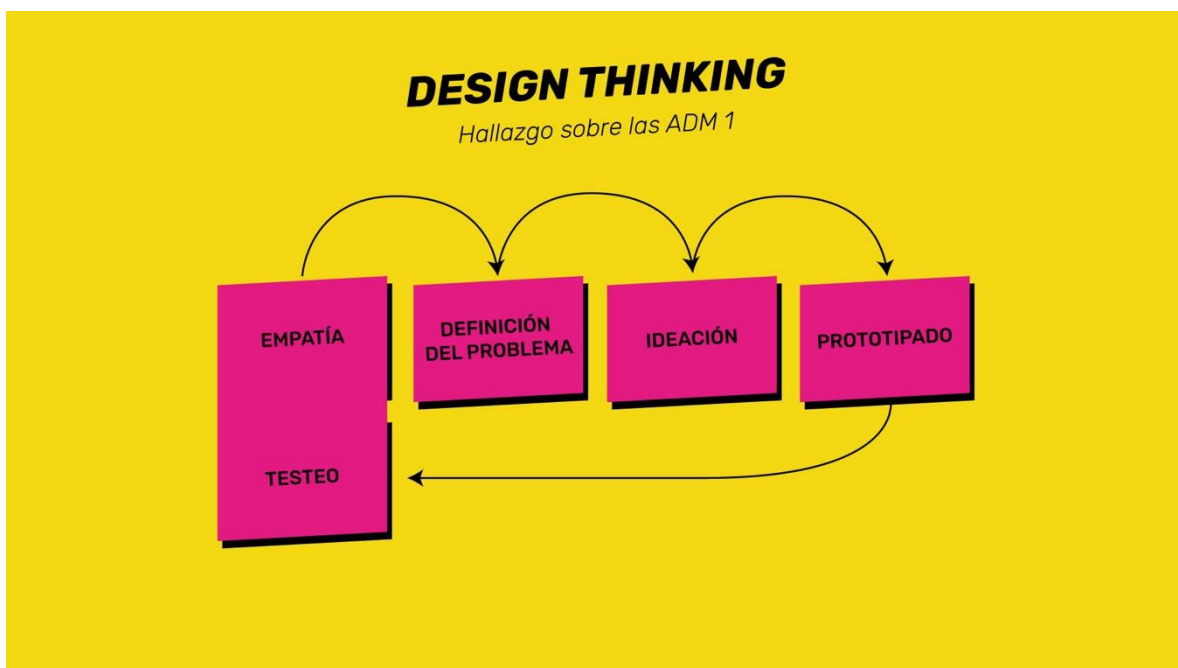 DESIGN THINKING
Hallazgo sobre las ADM 1
EMPATÍA
DEFINICIÓN
DEL PROBLEMA
IDEACIÓN
PROTOTIPADO
TESTEO